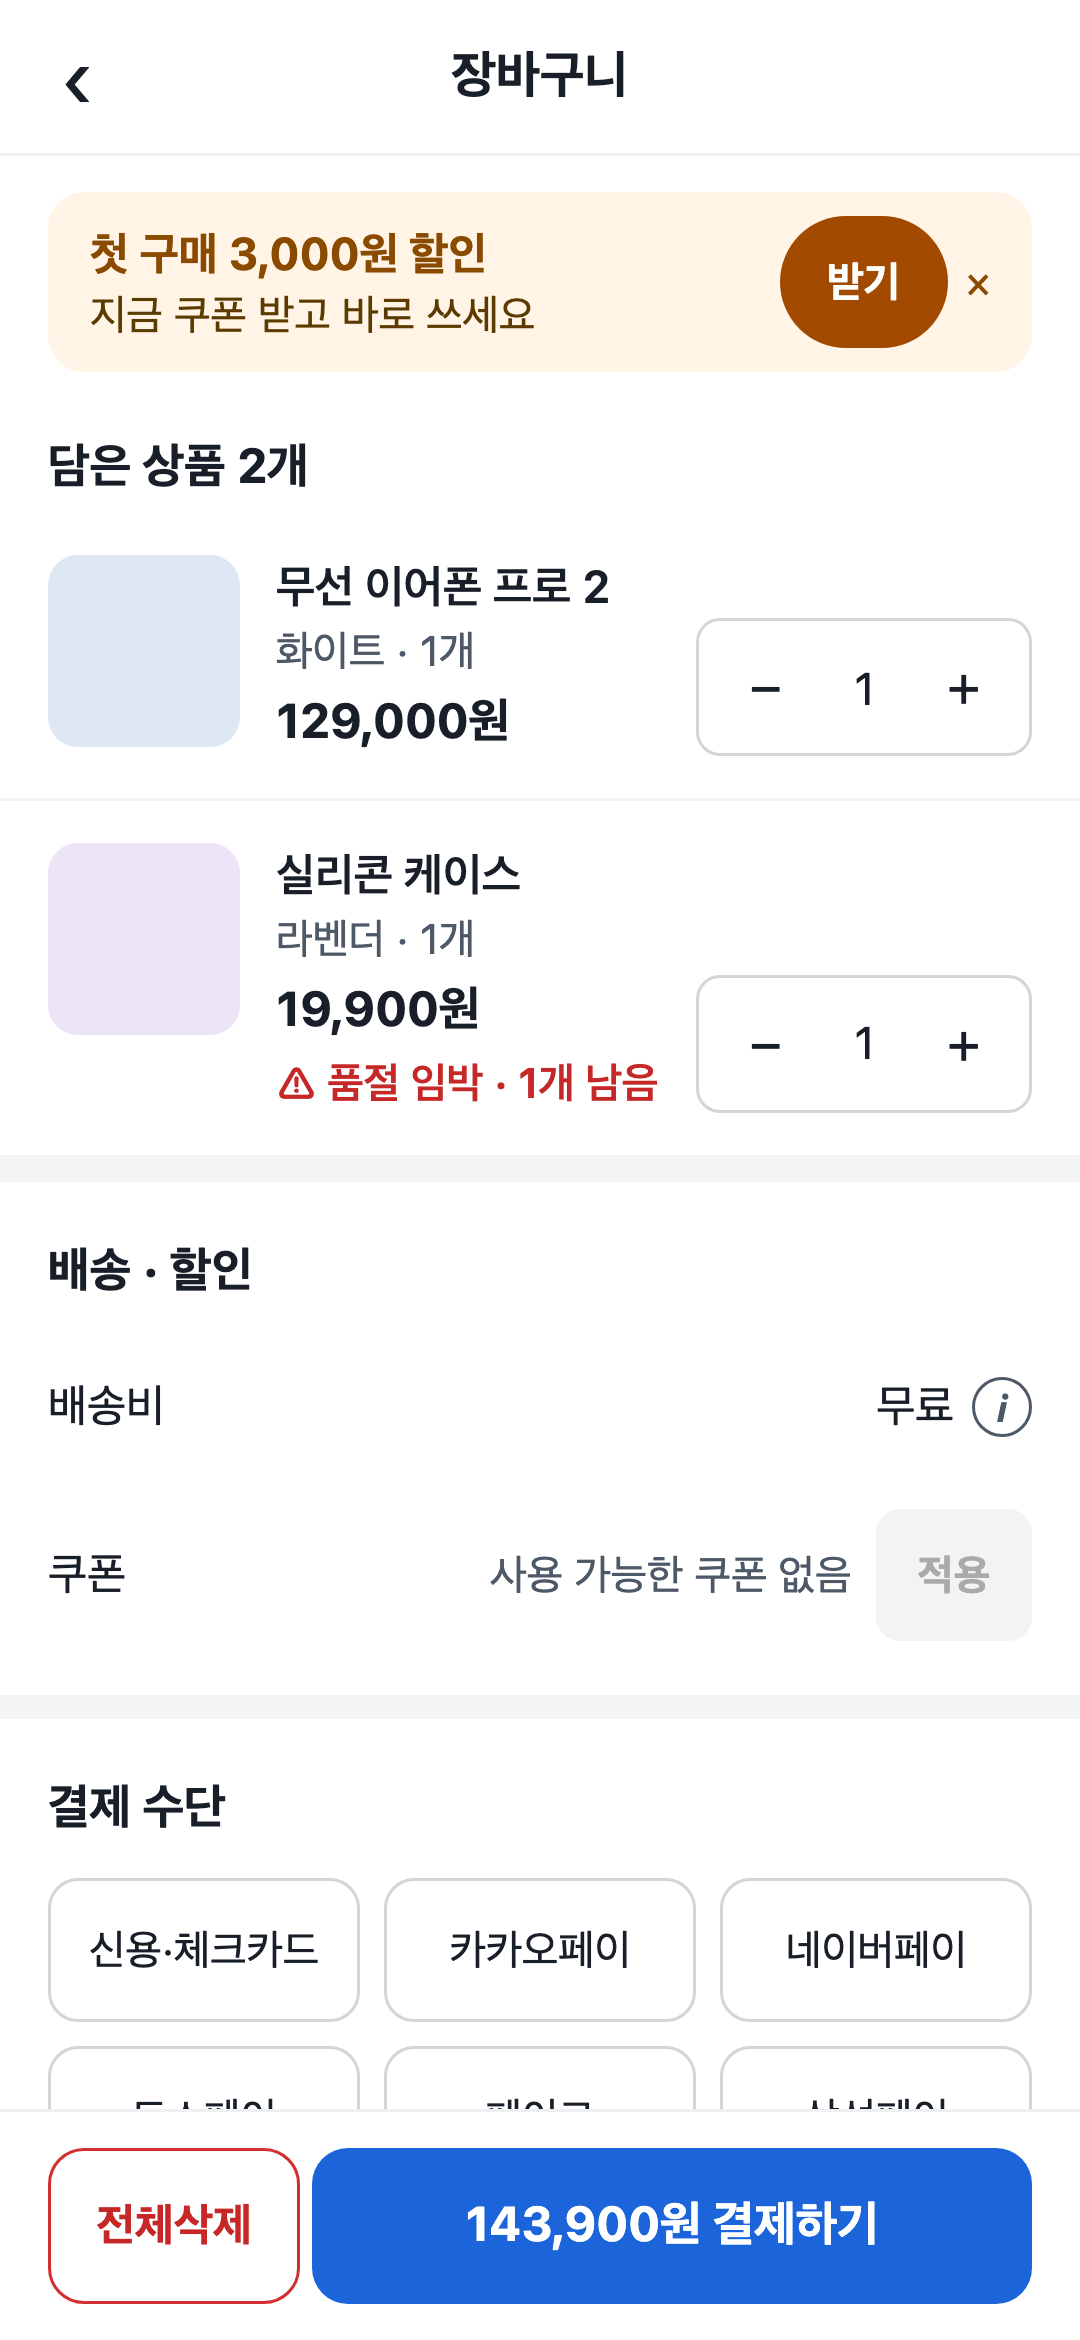 ‹
장바구니
첫 구매 3,000원 할인
지금 쿠폰 받고 바로 쓰세요
받기
×
담은 상품 2개
무선 이어폰 프로 2
화이트 · 1개
129,000원
− 1 +
실리콘 케이스
라벤더 · 1개
19,900원
품절 임박 · 1개 남음
− 1 +
배송 · 할인
배송비
무료 i
쿠폰
사용 가능한 쿠폰 없음
적용
결제 수단
신용·체크카드
카카오페이
네이버페이
전체삭제
143,900원 결제하기